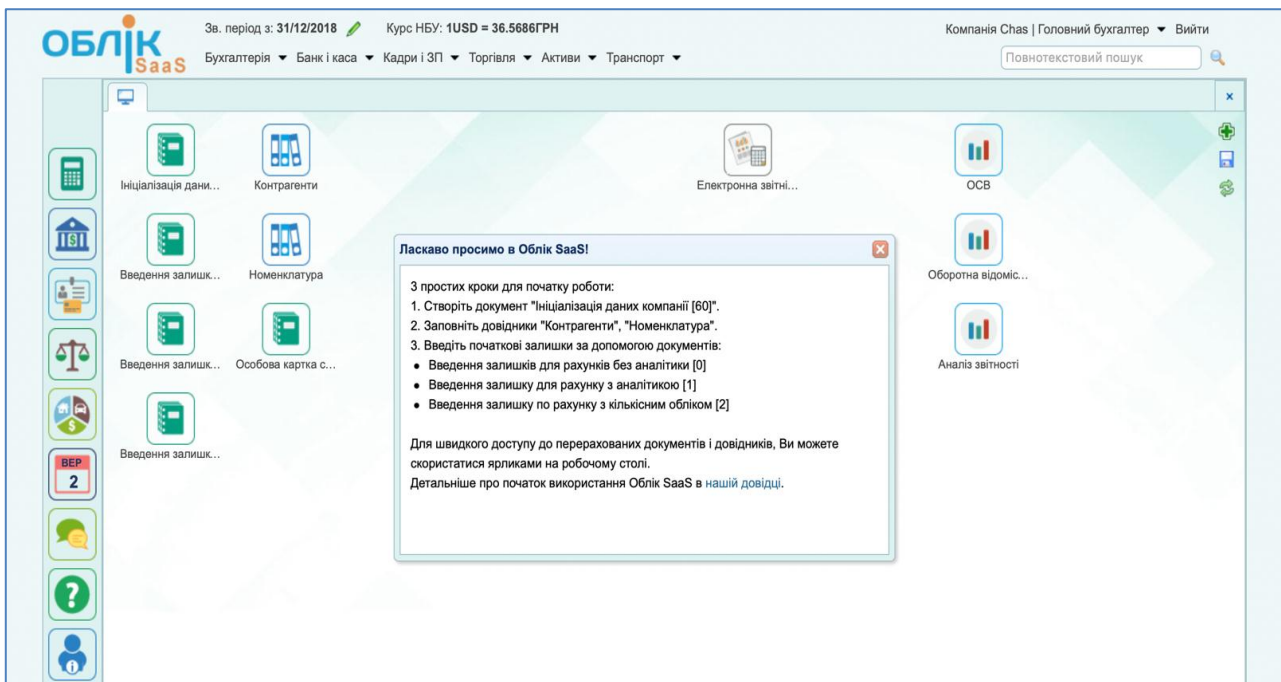 ОБЛІК
SaaS
Зв. період з: 31/12/2018
Курс НБУ: 1USD = 36.5686ГРН
Компанія Chas | Головний бухгалтер ▼ Вийти
Бухгалтерія ▼ Банк і каса ▼ Кадри і ЗП ▼ Торгівля ▼ Активи ▼ Транспорт ▼
Повнотекстовий пошук
Ініціалізація дани...
Контрагенти
Електронна звітні...
ОСВ
Введення залишк...
Номенклатура
Оборотна відоміс...
Введення залишк...
Особова картка с...
Аналіз звітності
Введення залишк...
ВЕР
2
Ласкаво просимо в Облік SaaS!
3 простих кроки для початку роботи:
1. Створіть документ "Ініціалізація даних компанії [60]".
2. Заповніть довідники "Контрагенти", "Номенклатура".
3. Введіть початкові залишки за допомогою документів:
● Введення залишків для рахунків без аналітики [0]
● Введення залишку для рахунку з аналітикою [1]
● Введення залишку по рахунку з кількісним обліком [2]
Для швидкого доступу до перерахованих документів і довідників, Ви можете
скористатися ярликами на робочому столі.
Детальніше про початок використання Облік SaaS в нашій довідці.